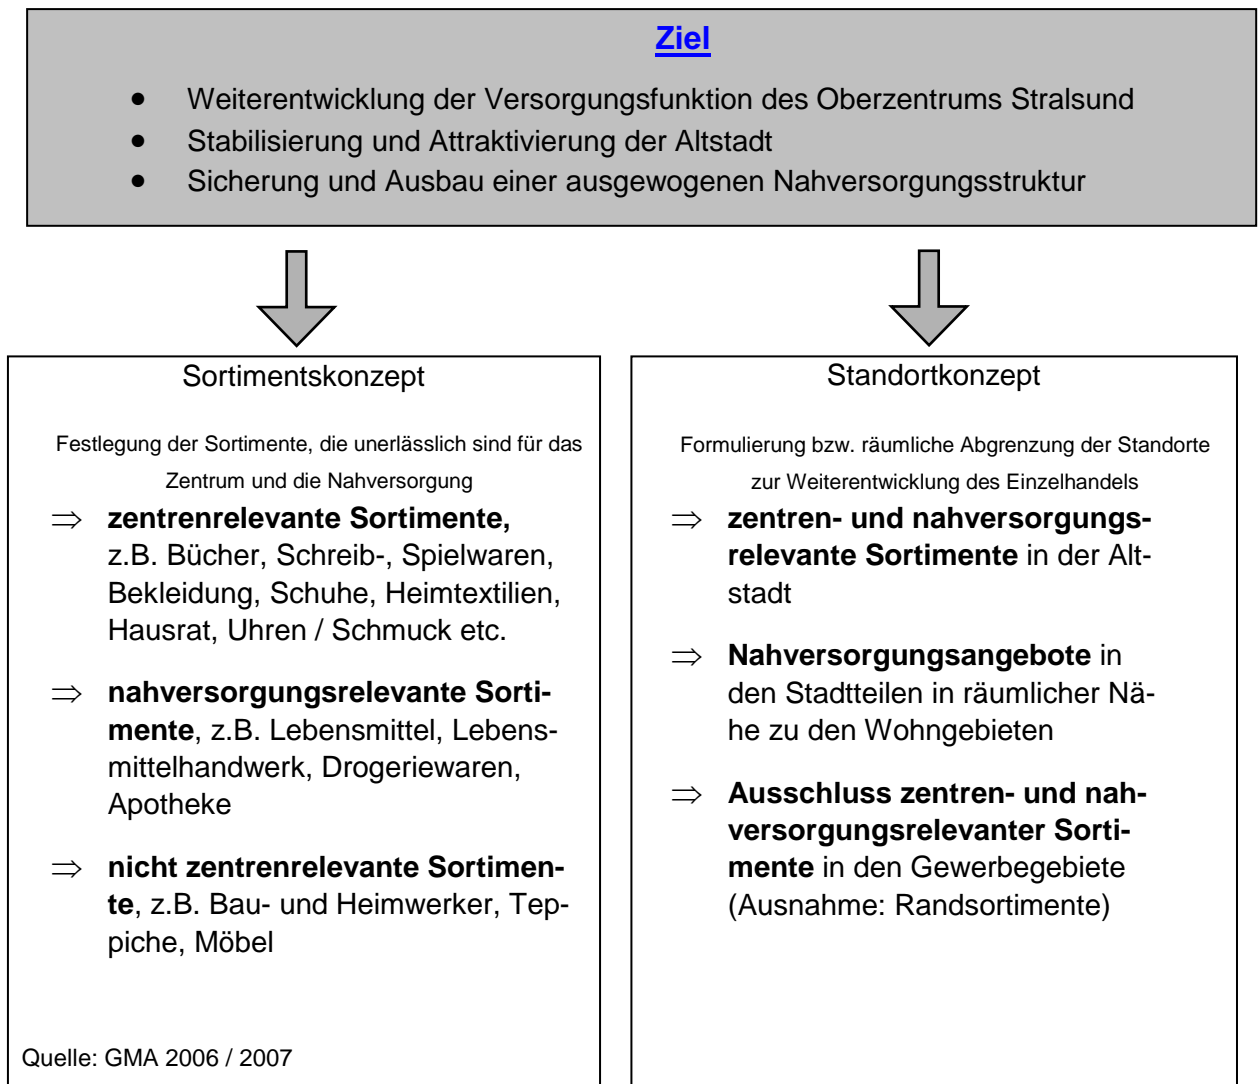 Ziel
• Weiterentwicklung der Versorgungsfunktion des Oberzentrums Stralsund
• Stabilisierung und Attraktivierung der Altstadt
• Sicherung und Ausbau einer ausgewogenen Nahversorgungsstruktur
Sortimentskonzept
Festlegung der Sortimente, die unerlässlich sind für das
Zentrum und die Nahversorgung
⇒ zentrenrelevante Sortimente,
z.B. Bücher, Schreib-, Spielwaren,
Bekleidung, Schuhe, Heimtextilien,
Hausrat, Uhren / Schmuck etc.
⇒ nahversorgungsrelevante Sorti-
mente, z.B. Lebensmittel, Lebens-
mittelhandwerk, Drogeriewaren,
Apotheke
⇒ nicht zentrenrelevante Sortimen-
te, z.B. Bau- und Heimwerker, Tep-
piche, Möbel
Quelle: GMA 2006 / 2007
Standortkonzept
Formulierung bzw. räumliche Abgrenzung der Standorte
zur Weiterentwicklung des Einzelhandels
⇒ zentren- und nahversorgungs-
relevante Sortimente in der Alt-
stadt
⇒ Nahversorgungsangebote in
den Stadtteilen in räumlicher Nä-
he zu den Wohngebieten
⇒ Ausschluss zentren- und nah-
versorgungsrelevanter Sorti-
mente in den Gewerbegebiete
(Ausnahme: Randsortimente)